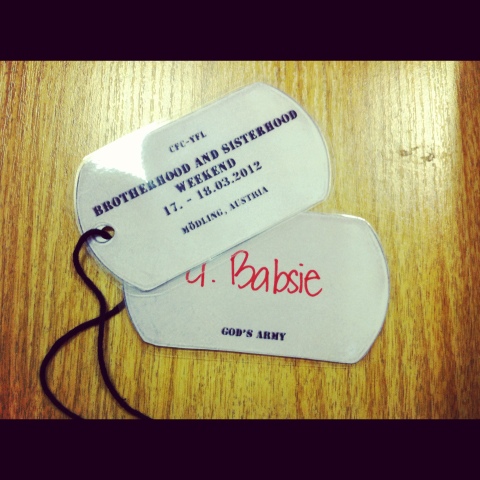 CFC-YFL
BROTHERHOOD AND SISTERHOOD
WEEKEND
17. - 18.03.2012
MÖDLING, AUSTRIA
Babsie
GOD'S ARMY